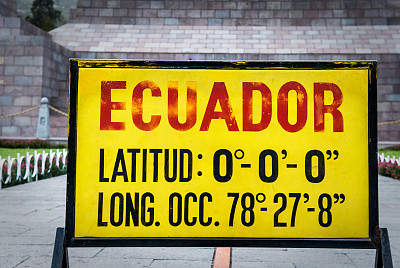 ECUADOR
LATITUD: 0°-0'-0"
LONG. OCC. 78°-27'-8"